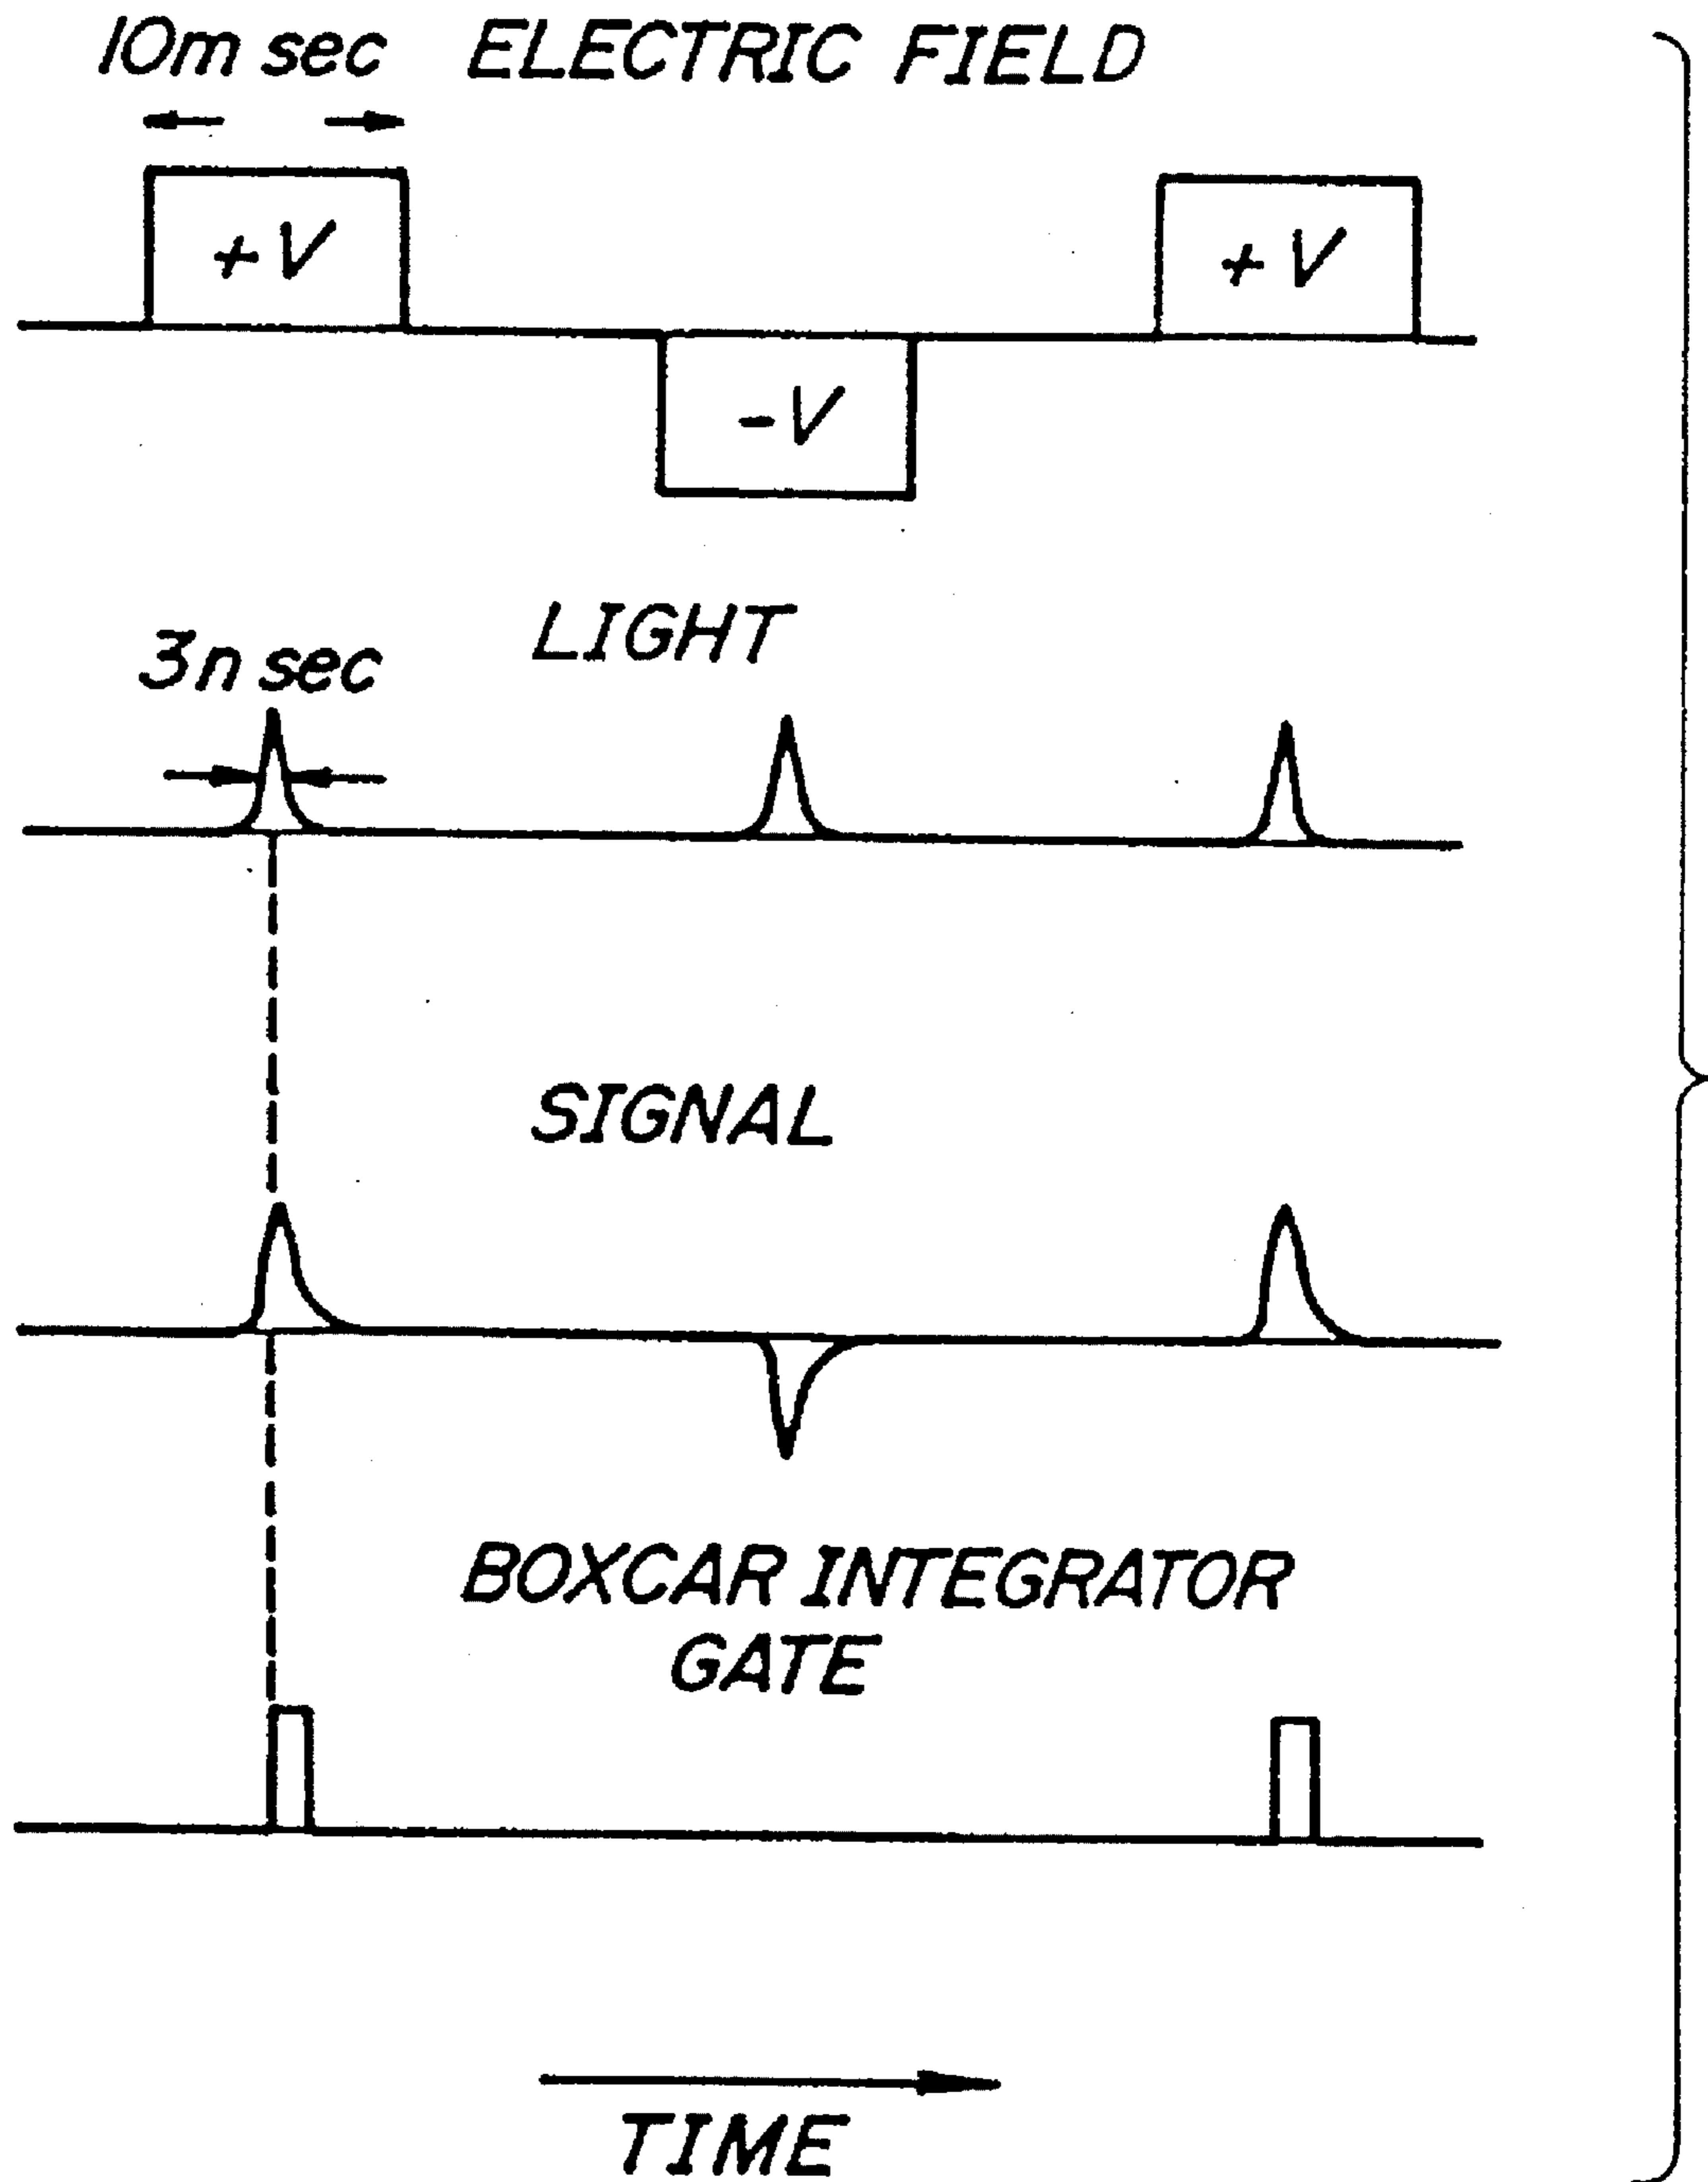 10m sec ELECTRIC FIELD
+V
+V
-V
LIGHT
3n sec
SIGNAL
BOXCAR INTEGRATOR
GATE
TIME